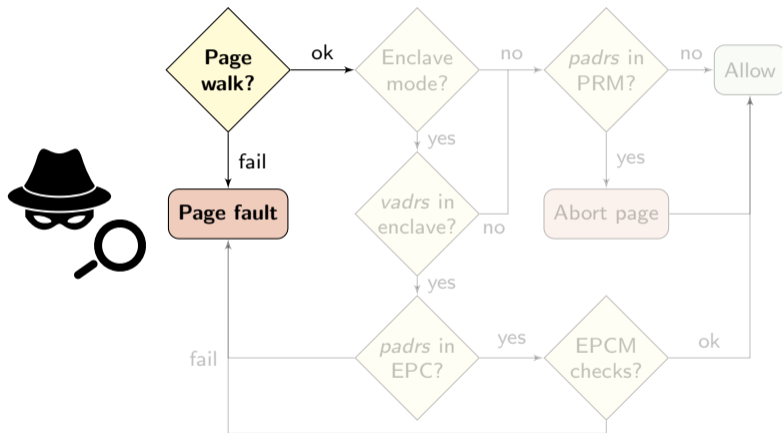 Page
walk?
ok
Enclave
mode?
no
padrs in
PRM?
no
Allow
fail
yes
yes
Page fault
vadrs in
enclave?
no
Abort page
yes
fail
padrs in
EPC?
yes
EPCM
checks?
ok